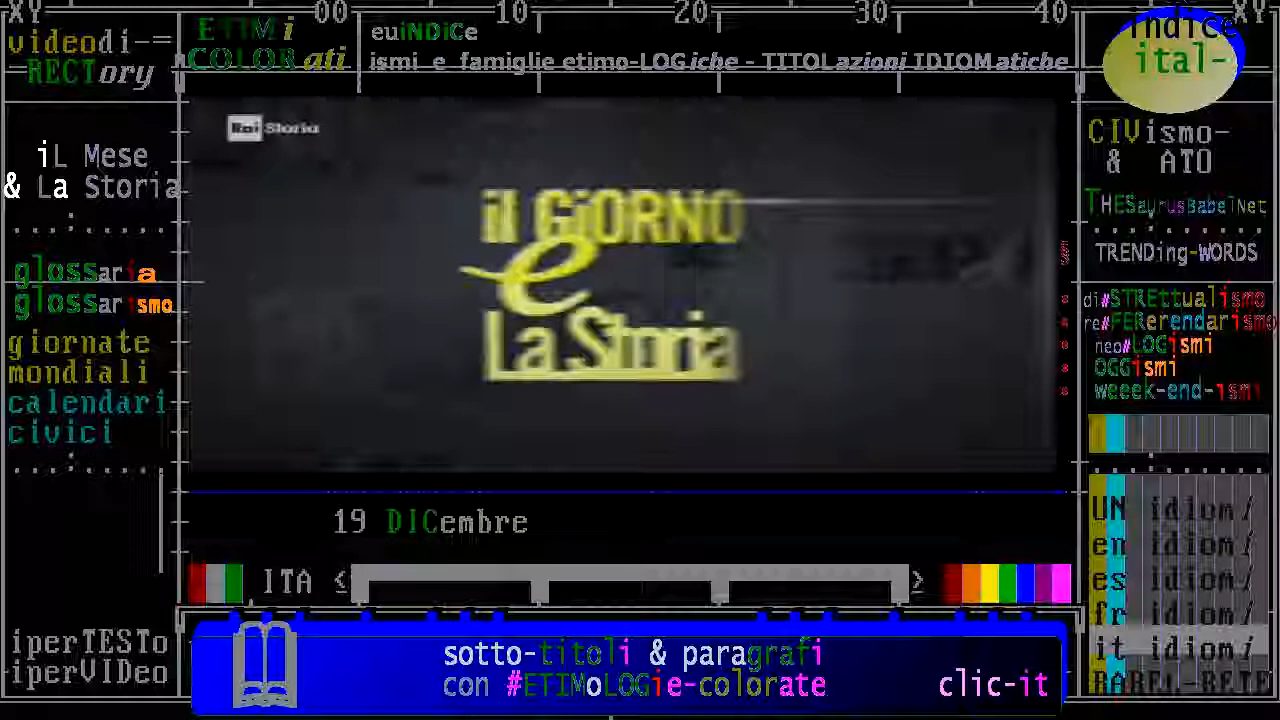 XY 00 10 20 30 40 XY
videodi-=
RECTory
ETIMi
COLORati
euiNDiCe
ismi e famiglie etimo-LOGiche - TITOLazioni IDIOMatiche
indice
ital-
iL Mese
& La Storia
glossaria
glossarismo
giornate
mondiali
calendari
civici
iperTESTo
iperVIDeo
Rai Storia
il GiORNO
e
La Storia
19 DICembre
ITA < >
sotto-titoli & paragrafi
con #ETIMoLOGie-colorate
clic-it
CIVismo-
& ATO
THESaurusBabelNet
TRENDing-WORDS
di#STREttualismo
re#FERerendarismo
neo#LOGismi
OGGismi
weeek-end-ismi
UN idiom/
en idiom/
es idiom/
fr idiom/
it idiom/
BABEL-RETE